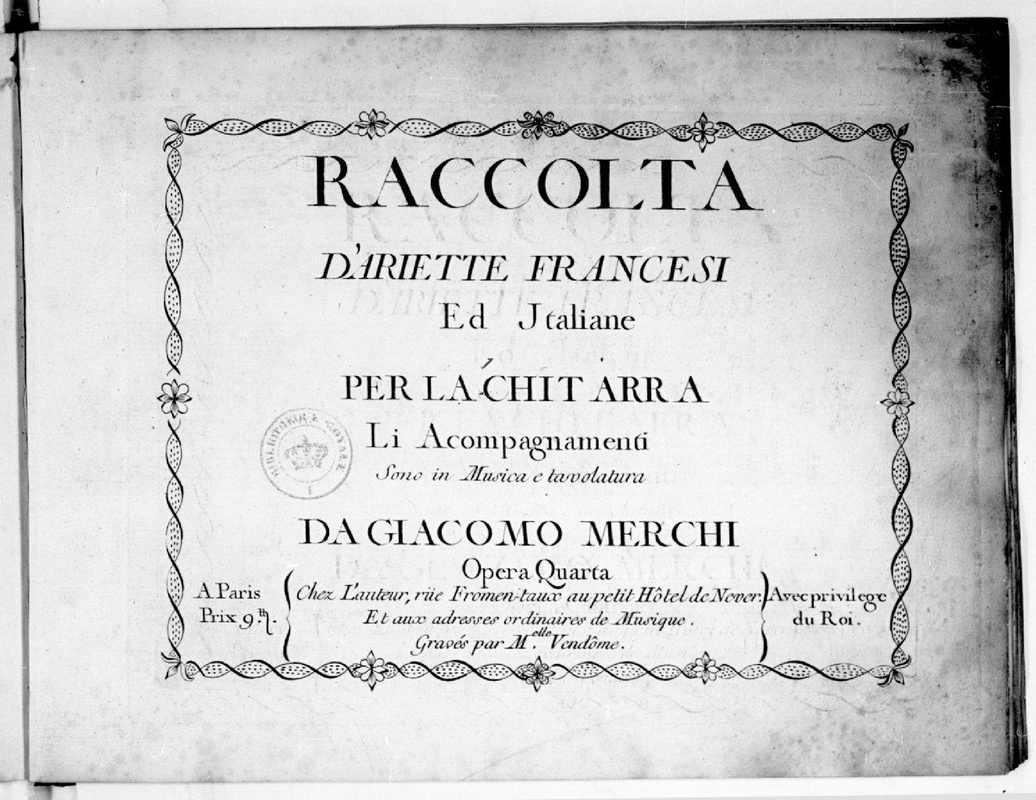 RACCOLTA
D'ARIETTE FRANCESI
Ed Jtaliane
PER LA CHITARRA
Li Acompagnamenti
Sono in Musica e tavolatura
BIBLIOTHEQUE ROYALE
I
DA GIACOMO MERCHI
Opera Quarta
A Paris
Prix 9.tt
Chez L'auteur, rüe Fromen-taux au petit Hôtel de Never.
Et aux adresses ordinaires de Musique.
Gravés par M.elle Vendôme.
Avec privilege
du Roi.